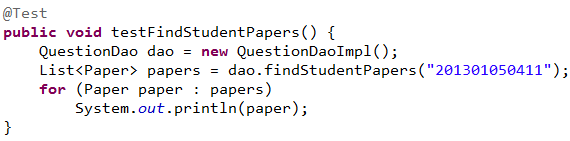 @Test
public void testFindStudentPapers() {
    QuestionDao dao = new QuestionDaoImpl();
    List<Paper> papers = dao.findStudentPapers("201301050411");
    for (Paper paper : papers)
        System.out.println(paper);
}